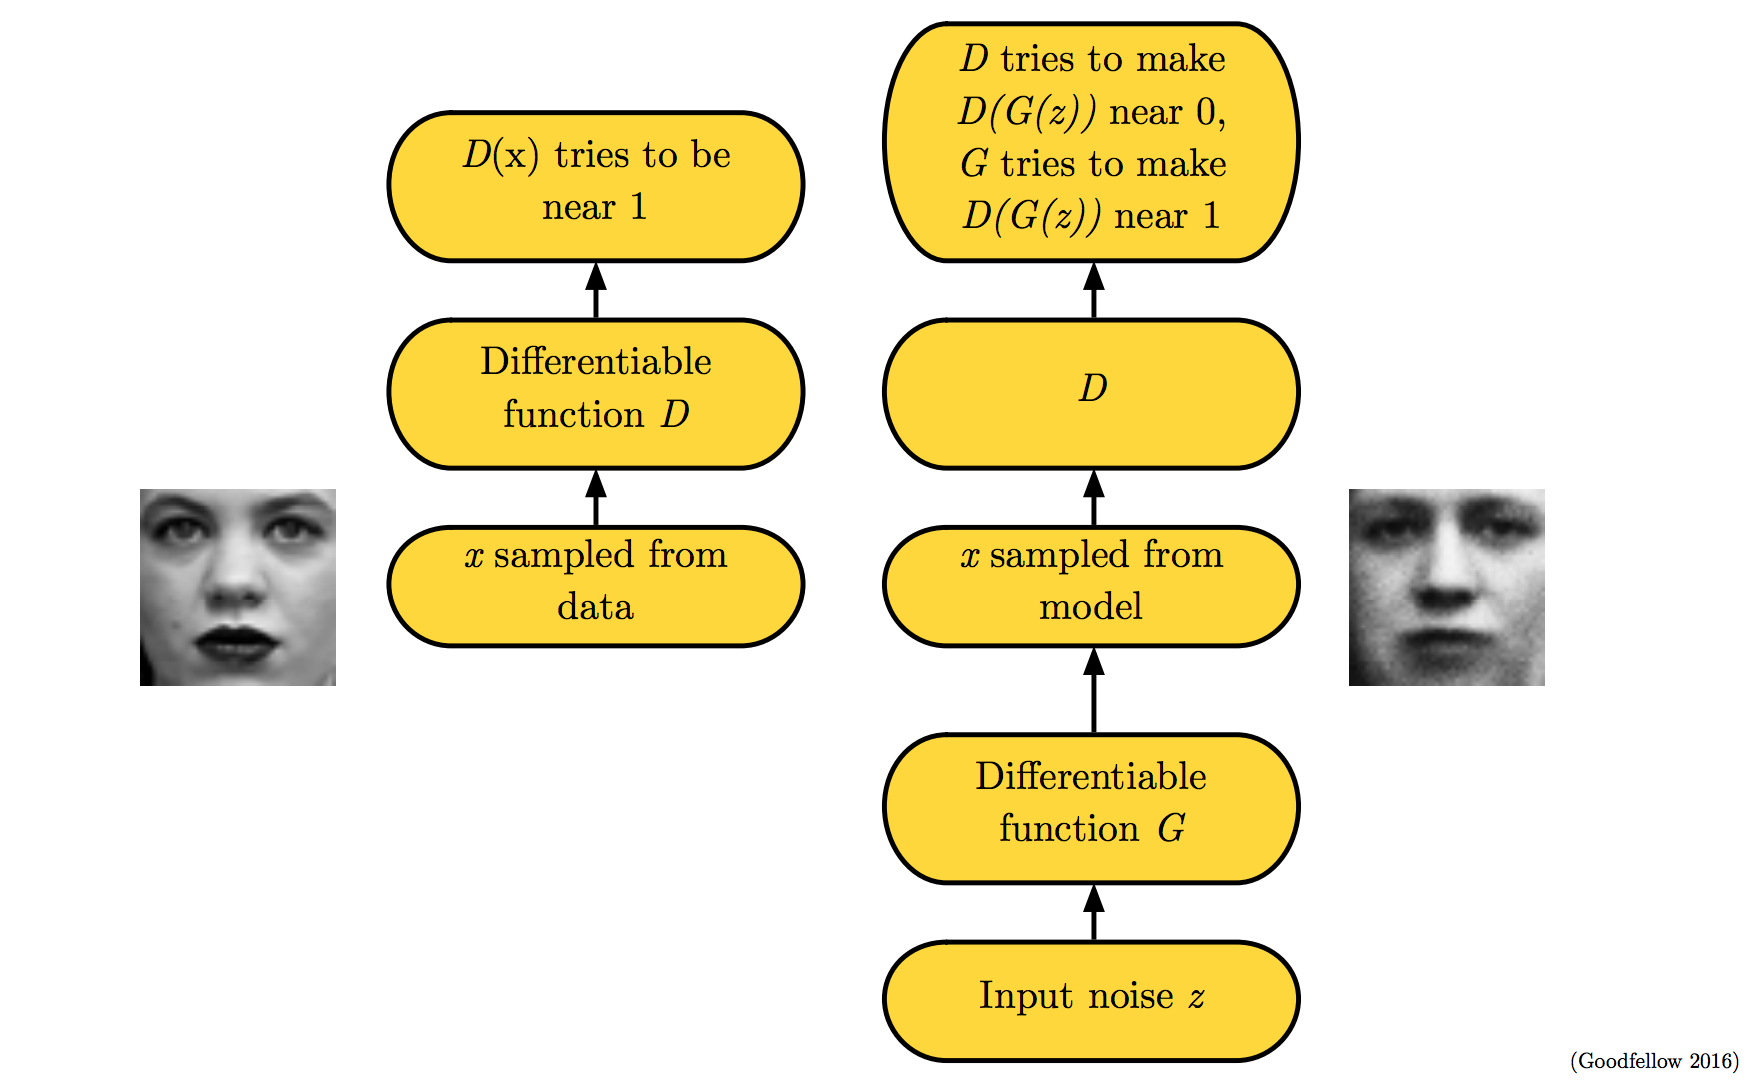 D(x) tries to be
near 1
Differentiable
function D
x sampled from
data
D tries to make
D(G(z)) near 0,
G tries to make
D(G(z)) near 1
D
x sampled from
model
Differentiable
function G
Input noise z
(Goodfellow 2016)